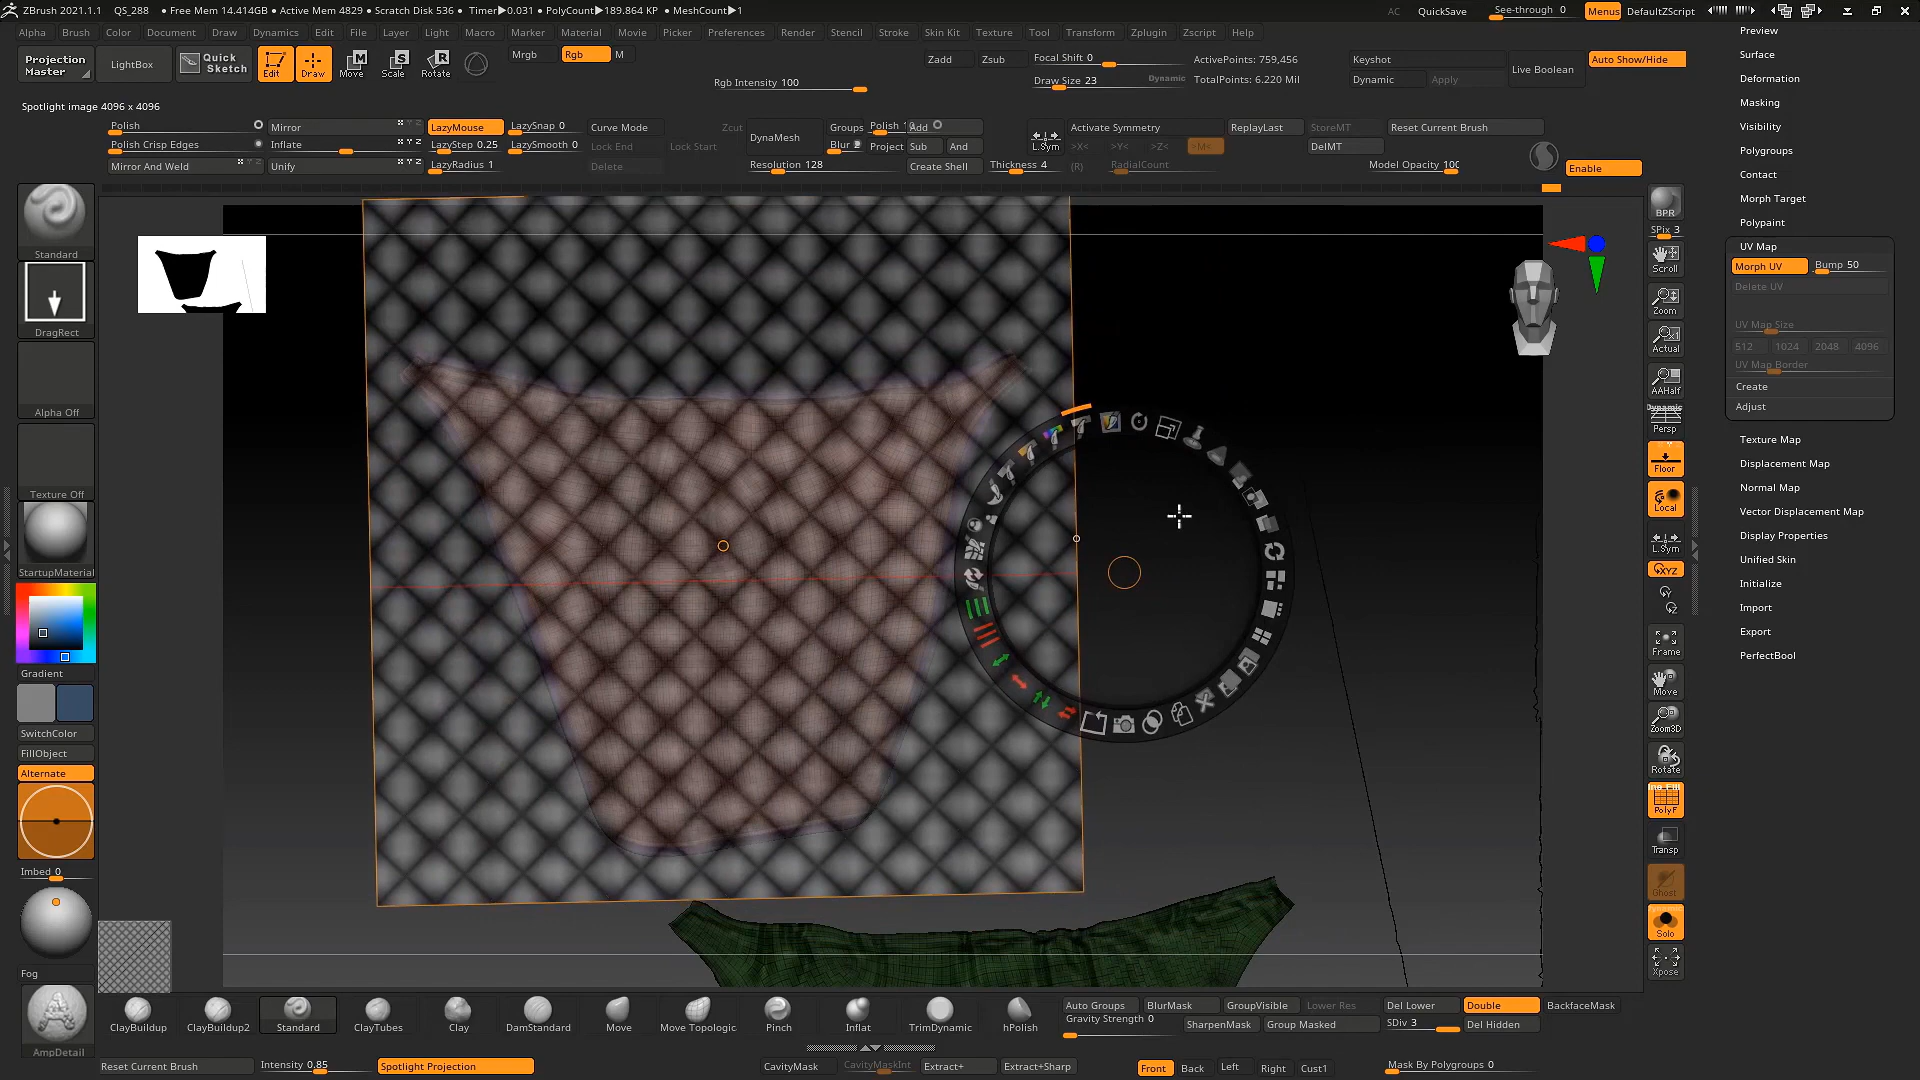 ZBrush 2021.1.1 QS_288 • Free Mem 14.414GB • Active Mem 4829 • Scratch Disk 536 • Timer▶0.031 • PolyCount▶189.864 KP • MeshCount▶1 AC QuickSave See-through 0 Menus DefaultZScript
Alpha Brush Color Document Draw Dynamics Edit File Layer Light Macro Marker Material Movie Picker Preferences Render Stencil Stroke Skin Kit Texture Tool Transform Zplugin Zscript Help
Projection Master
LightBox
Quick Sketch
Edit Draw Move Scale Rotate
Mrgb Rgb M
Rgb Intensity 100
Zadd Zsub
Focal Shift 0
Draw Size 23 Dynamic
ActivePoints: 759,456
TotalPoints: 6.220 Mil
Keyshot
Dynamic Apply
Live Boolean
Auto Show/Hide
Spotlight image 4096 x 4096
Polish Mirror LazyMouse LazySnap 0 Curve Mode Zcut DynaMesh Groups Polish Add Activate Symmetry ReplayLast StoreMT Reset Current Brush
Polish Crisp Edges Inflate LazyStep 0.25 LazySmooth 0 Lock End Lock Start Blur Project Sub And L.Sym >X< >Y< >Z< >M< DelMT
Mirror And Weld Unify LazyRadius 1 Delete Resolution 128 Create Shell Thickness 4 (R) RadialCount Model Opacity 100 Enable
Standard
DragRect
Alpha Off
Texture Off
StartupMaterial
Gradient
SwitchColor
FillObject
Alternate
Imbed 0
Fog
AmpDetail
BPR
SPix 3
Scroll
Zoom
Actual
AAHalf
Dynamic
Persp
Floor
Local
L.Sym
XYZ
Frame
Move
Zoom3D
Rotate
PolyF
Transp
Ghost
Solo
Xpose
Preview
Surface
Deformation
Masking
Visibility
Polygroups
Contact
Morph Target
Polypaint
UV Map
Morph UV Bump 50
Delete UV
UV Map Size
512 1024 2048 4096
UV Map Border
Create
Adjust
Texture Map
Displacement Map
Normal Map
Vector Displacement Map
Display Properties
Unified Skin
Initialize
Import
Export
PerfectBool
ClayBuildup ClayBuildup2 Standard ClayTubes Clay DamStandard Move Move Topologic Pinch Inflat TrimDynamic hPolish
Auto Groups BlurMask GroupVisible Lower Res Del Lower Double BackfaceMask
Gravity Strength 0 SharpenMask Group Masked SDiv 3 Del Hidden
Reset Current Brush Intensity 0.85 Spotlight Projection CavityMask CavityMaskInt Extract+ Extract+Sharp Front Back Left Right Cust1 Mask By Polygroups 0